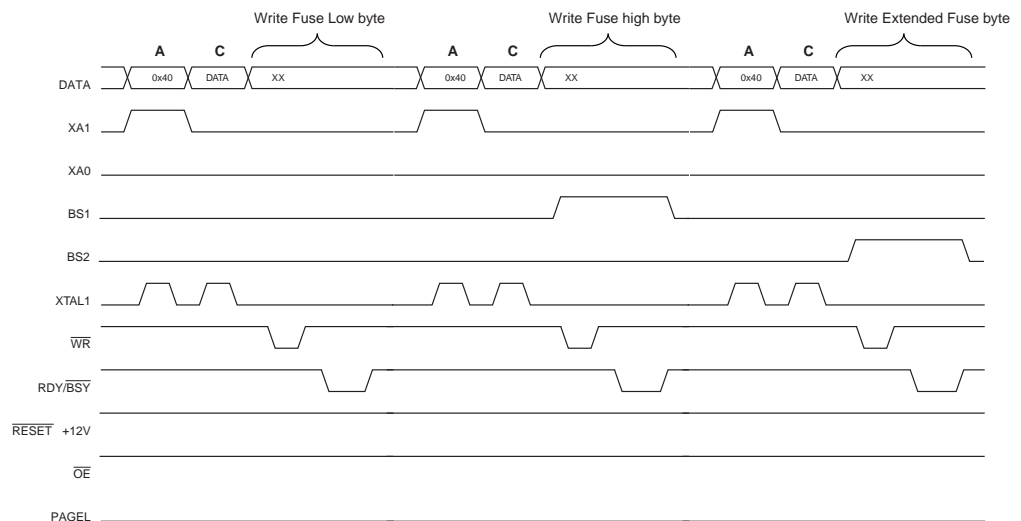 Write Fuse Low byte Write Fuse high byte Write Extended Fuse byte
A C A C A C
DATA 0x40 DATA XX 0x40 DATA XX 0x40 DATA XX
XA1
XA0
BS1
BS2
XTAL1
WR
RDY/BSY
RESET +12V
OE
PAGEL